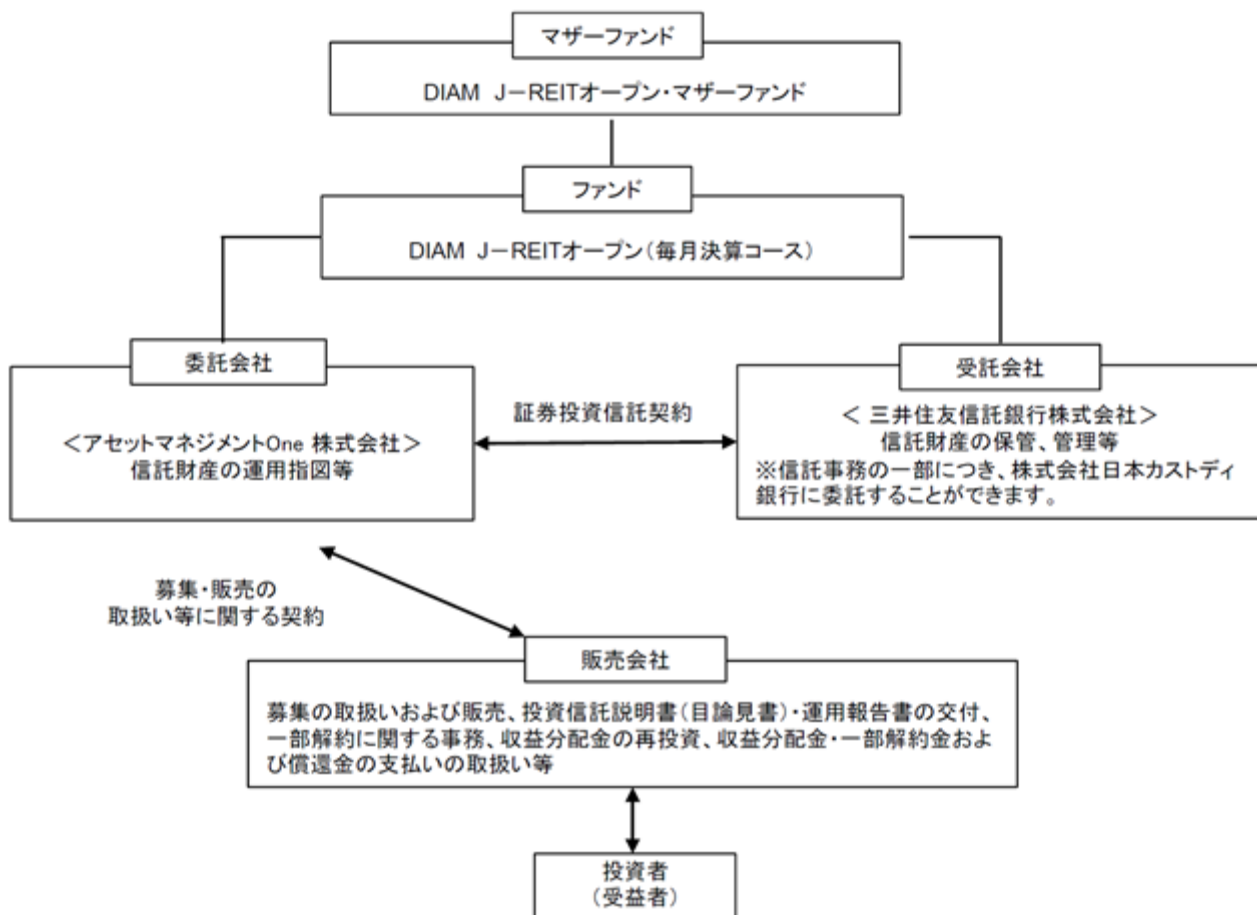 マザーファンド
DIAM J-REITオープン・マザーファンド
ファンド
DIAM J-REITオープン(毎月決算コース)
委託会社
<アセットマネジメントOne 株式会社>
信託財産の運用指図等
証券投資信託契約
受託会社
< 三井住友信託銀行株式会社>
信託財産の保管、管理等
※信託事務の一部につき、株式会社日本カストディ
銀行に委託することができます。
募集・販売の
取扱い等に関する契約
販売会社
募集の取扱いおよび販売、投資信託説明書(目論見書)・運用報告書の交付、
一部解約に関する事務、収益分配金の再投資、収益分配金・一部解約金およ
び償還金の支払いの取扱い等
投資者
(受益者)